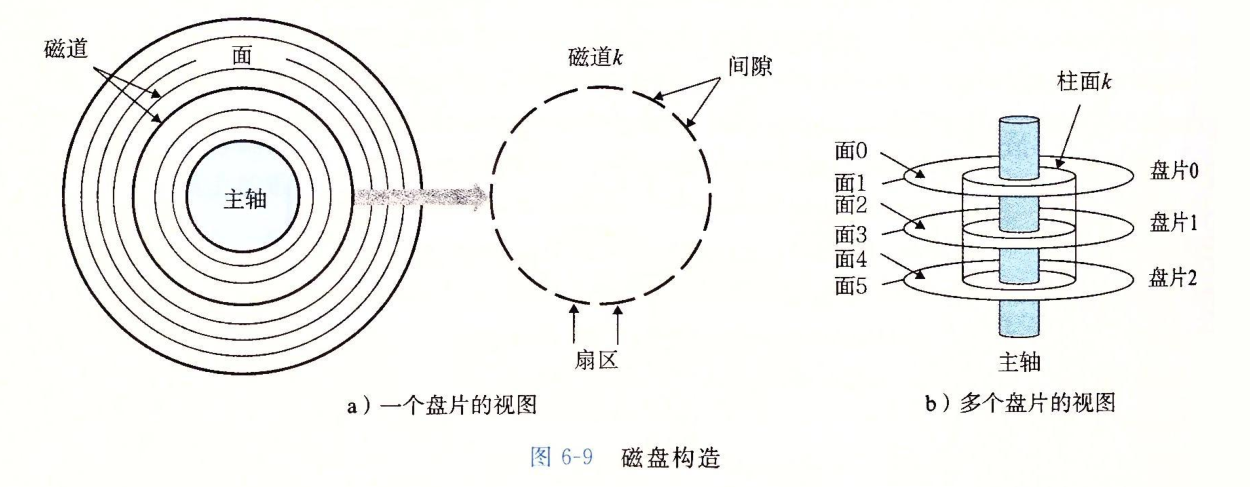 磁道
面
主轴
磁道k
间隙
扇区
a）一个盘片的视图
柱面k
面0
面1
面2
面3
面4
面5
盘片0
盘片1
盘片2
主轴
b）多个盘片的视图
图 6-9 磁盘构造